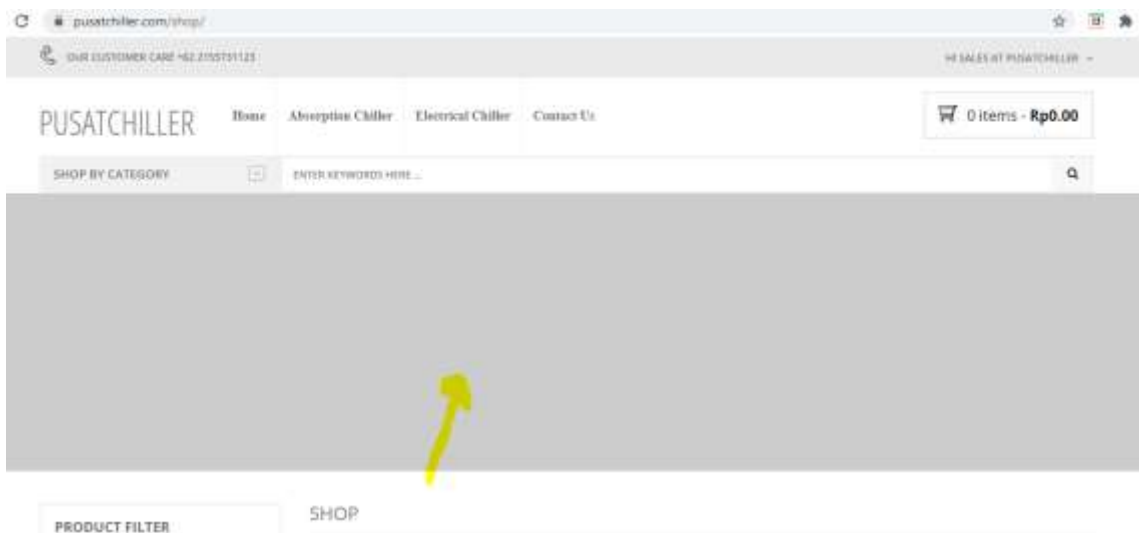 pusatchiller.com/shop/
OUR CUSTOMER CARE +62 2155731123
HI SALES AT PUSATCHILLER
PUSATCHILLER
Home
Absorption Chiller
Electrical Chiller
Contact Us
0 items - Rp0.00
SHOP BY CATEGORY
ENTER KEYWORDS HERE ...
SHOP
PRODUCT FILTER